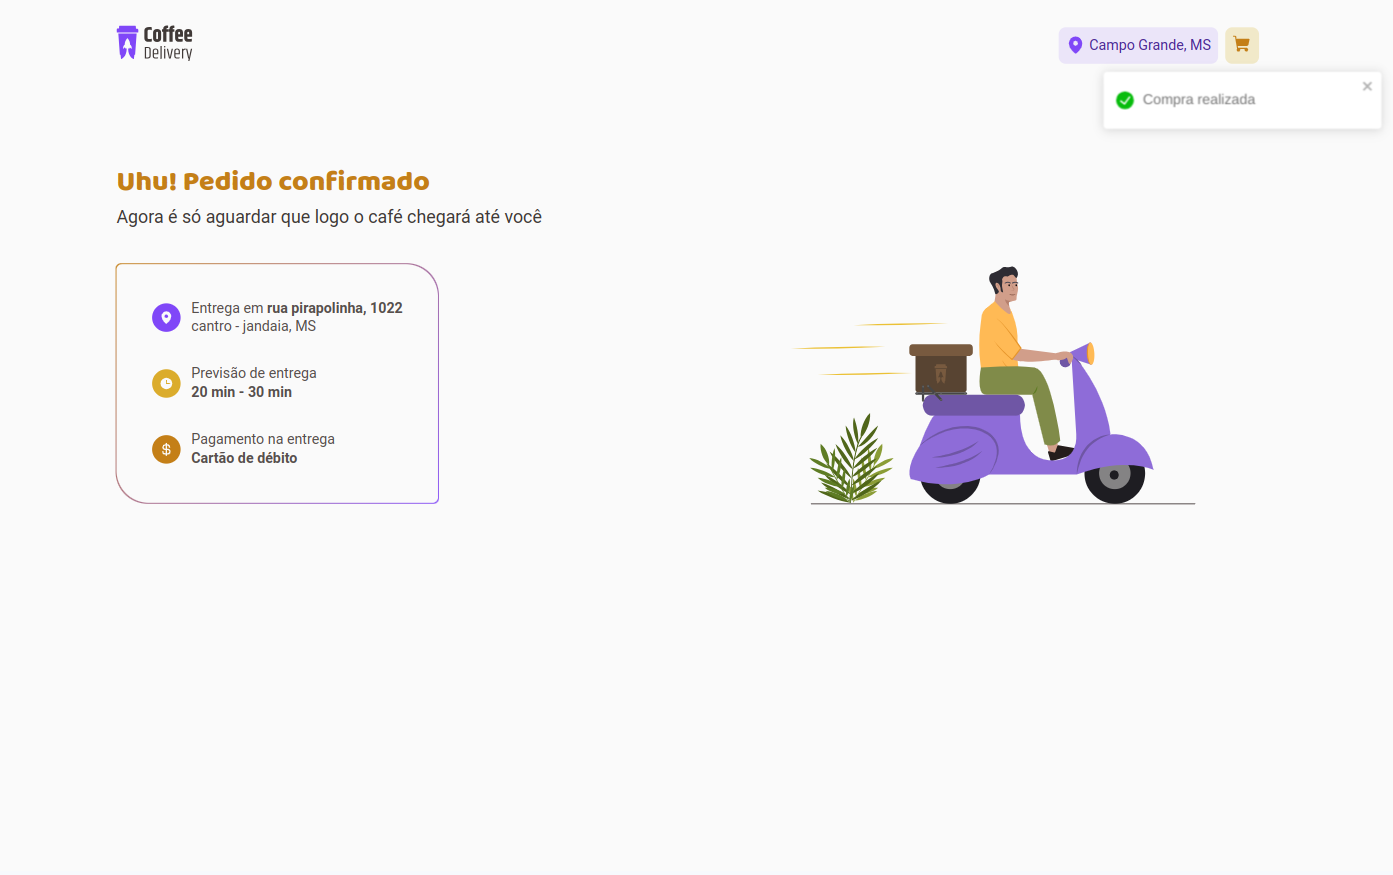 Coffee
Delivery
Campo Grande, MS
Compra realizada
Uhu! Pedido confirmado
Agora é só aguardar que logo o café chegará até você
Entrega em rua pirapolinha, 1022
cantro - jandaia, MS
Previsão de entrega
20 min - 30 min
Pagamento na entrega
Cartão de débito